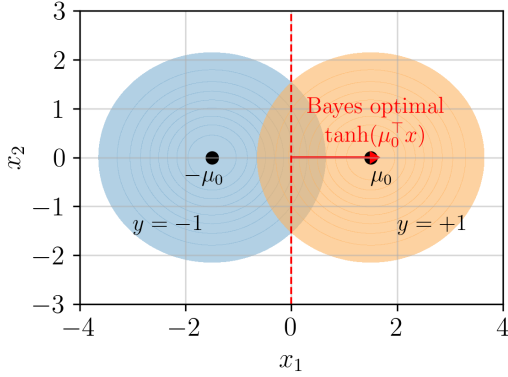 3
2
1
0
−1
−2
−3
x₂
Bayes optimal
tanh(μ₀ᵀx)
−μ₀
μ₀
y = −1
y = +1
−4
−2
0
2
4
x₁